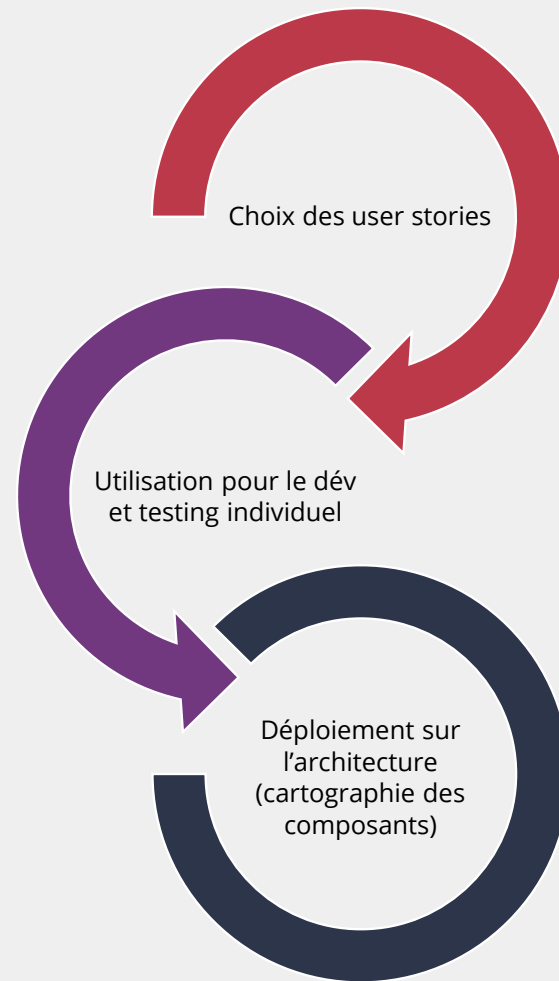 Choix des user stories
Utilisation pour le dév
et testing individuel
Déploiement sur
l’architecture
(cartographie des
composants)